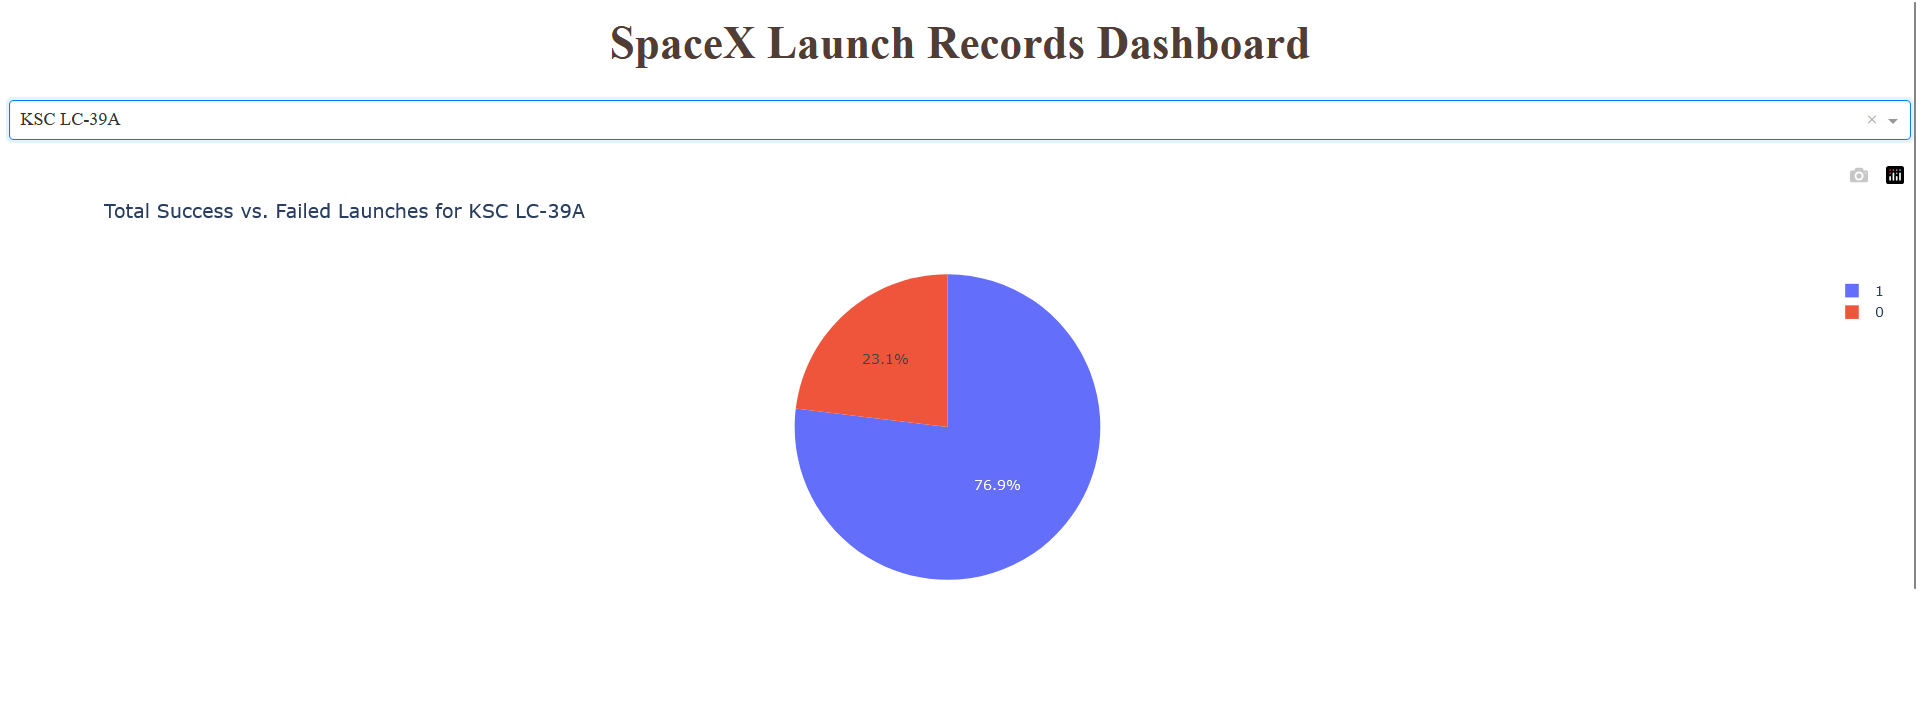 SpaceX Launch Records Dashboard
KSC LC-39A
Total Success vs. Failed Launches for KSC LC-39A
1
0
23.1%
76.9%